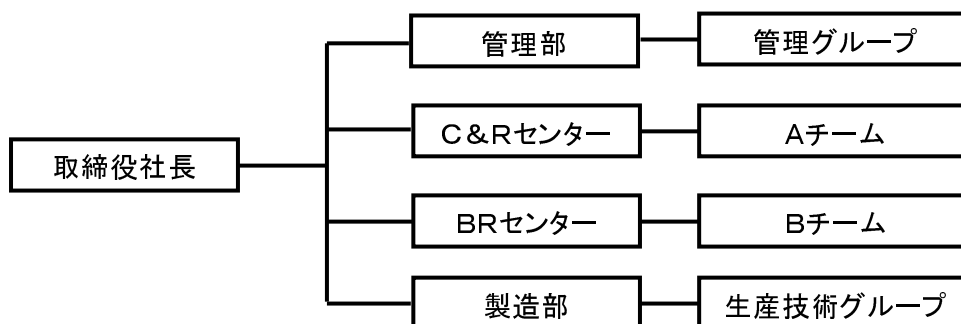 管理部
管理グループ
C&Rセンター
Aチーム
取締役社長
BRセンター
Bチーム
製造部
生産技術グループ